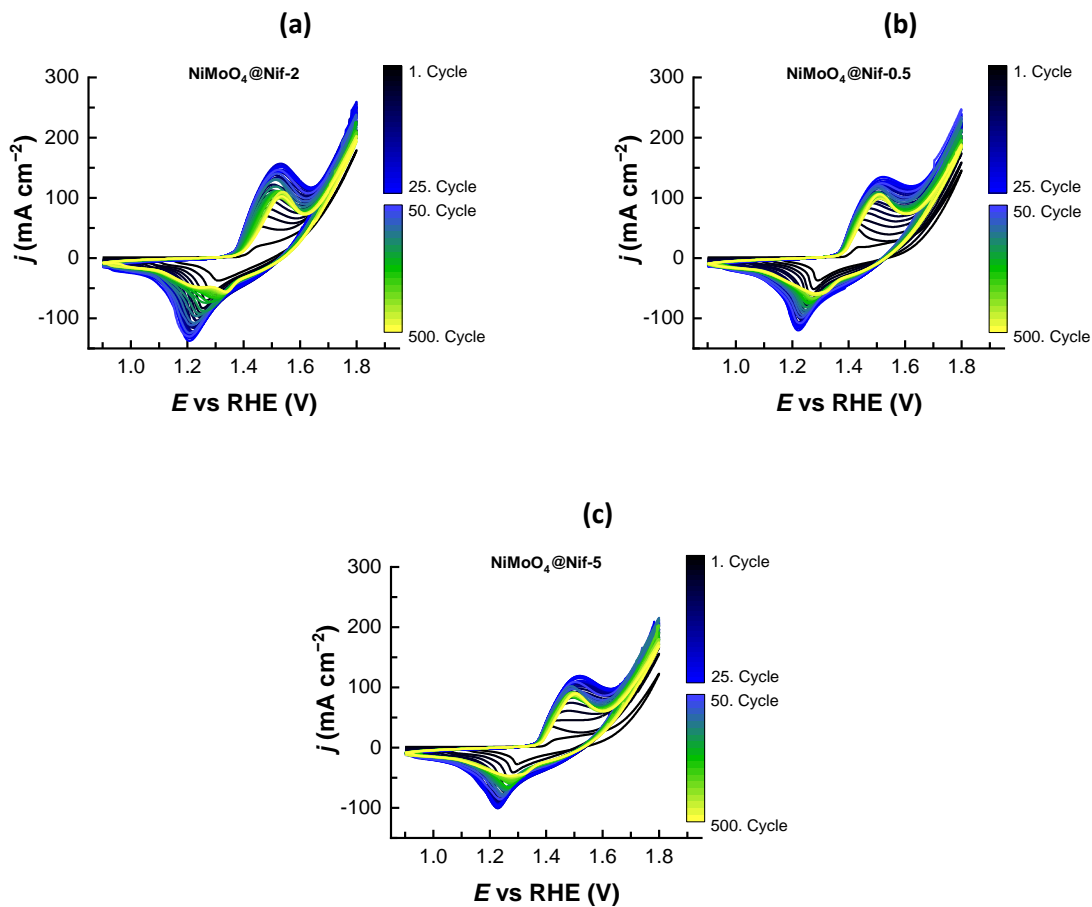 (a)
NiMoO₄@Nif-2
300
200
100
0
-100
1.0 1.2 1.4 1.6 1.8
j (mA cm⁻²)
E vs RHE (V)
1. Cycle
25. Cycle
50. Cycle
500. Cycle
(b)
NiMoO₄@Nif-0.5
300
200
100
0
-100
1.0 1.2 1.4 1.6 1.8
j (mA cm⁻²)
E vs RHE (V)
1. Cycle
25. Cycle
50. Cycle
500. Cycle
(c)
NiMoO₄@Nif-5
300
200
100
0
-100
1.0 1.2 1.4 1.6 1.8
j (mA cm⁻²)
E vs RHE (V)
1. Cycle
25. Cycle
50. Cycle
500. Cycle